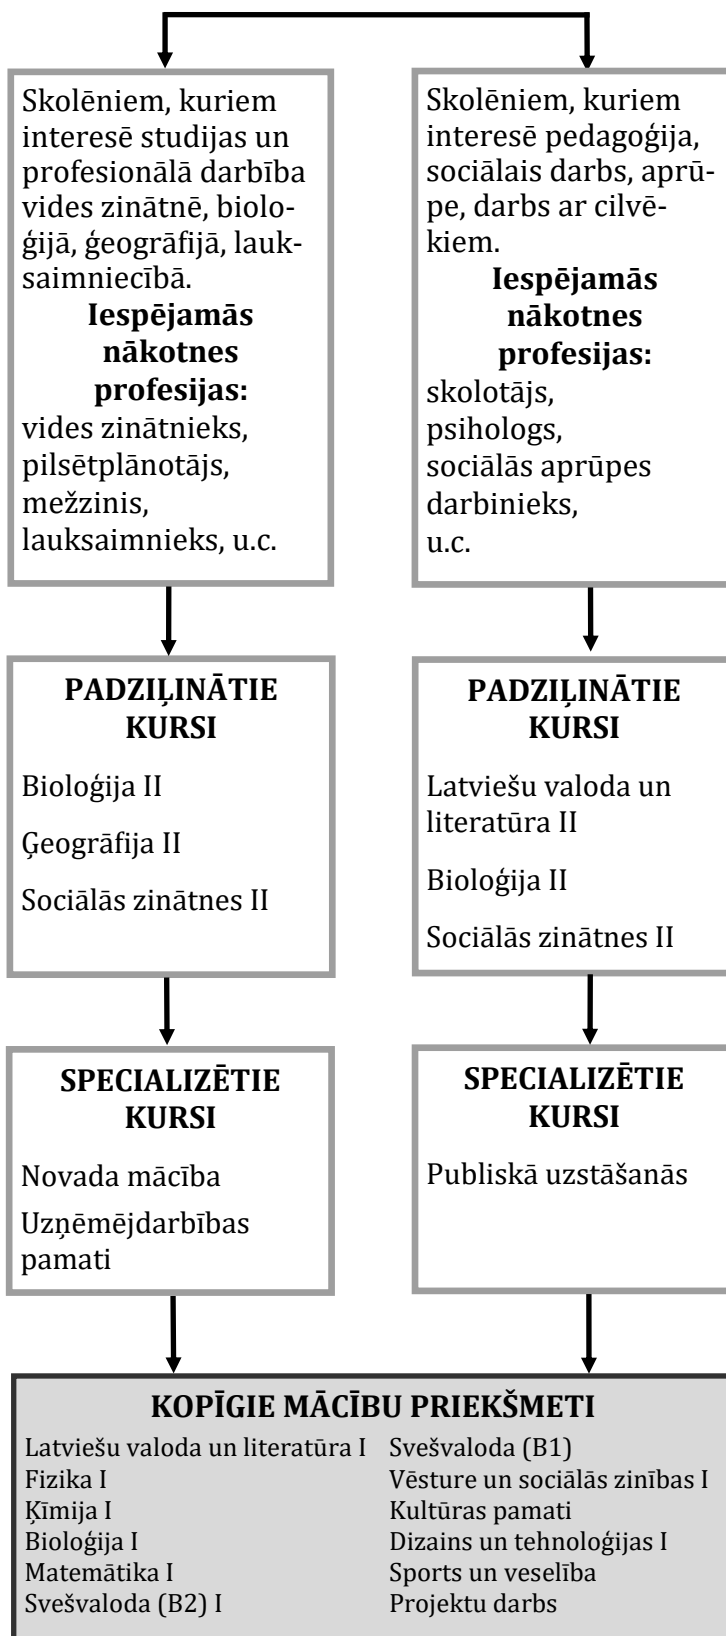 Skolēniem, kuriem
interesē studijas un
profesionālā darbība
vides zinātnē, biolo-
ģijā, ģeogrāfijā, lauk-
saimniecībā.
Iespējamās
nākotnes
profesijas:
vides zinātnieks,
pilsētplānotājs,
mežzinis,
lauksaimnieks, u.c.
PADZIĻINĀTIE
KURSI
Bioloģija II
Ģeogrāfija II
Sociālās zinātnes II
SPECIALIZĒTIE
KURSI
Novada mācība
Uzņēmējdarbības
pamati
Skolēniem, kuriem
interesē pedagoģija,
sociālais darbs, aprū-
pe, darbs ar cilvē-
kiem.
Iespējamās
nākotnes
profesijas:
skolotājs,
psihologs,
sociālās aprūpes
darbinieks,
u.c.
PADZIĻINĀTIE
KURSI
Latviešu valoda un
literatūra II
Bioloģija II
Sociālās zinātnes II
SPECIALIZĒTIE
KURSI
Publiskā uzstāšanās
KOPĪGIE MĀCĪBU PRIEKŠMETI
Latviešu valoda un literatūra I
Fizika I
Ķīmija I
Bioloģija I
Matemātika I
Svešvaloda (B2) I
Svešvaloda (B1)
Vēsture un sociālās zinības I
Kultūras pamati
Dizains un tehnoloģijas I
Sports un veselība
Projektu darbs